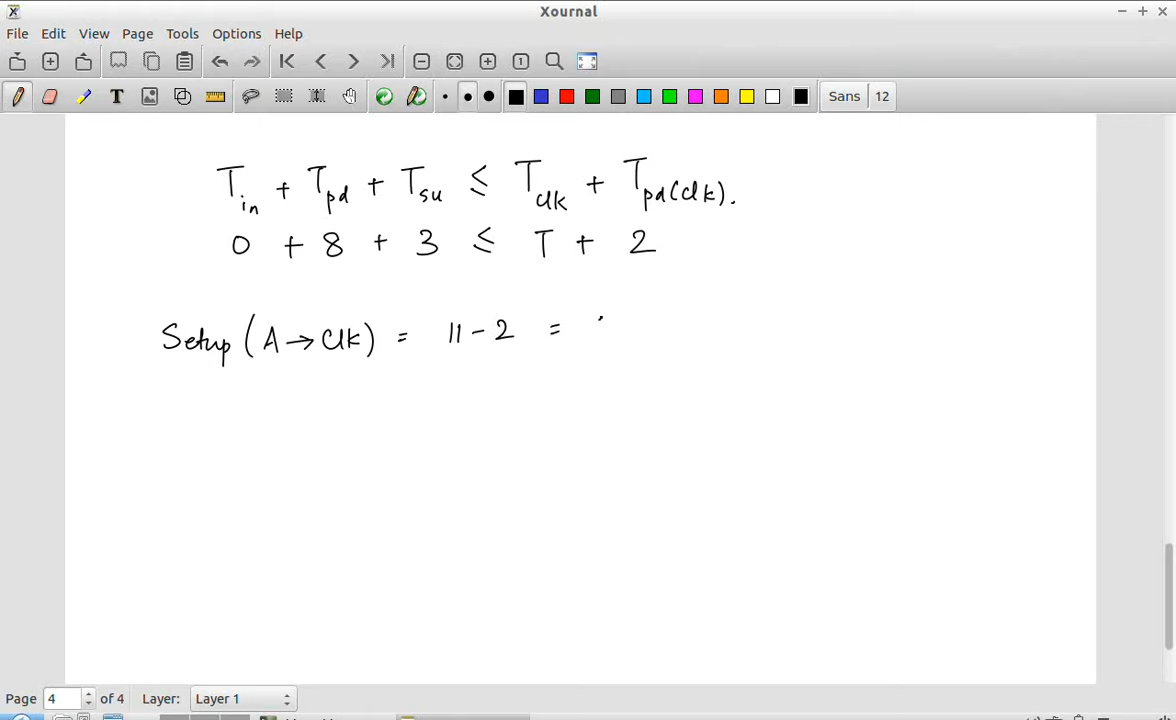 Xournal
File Edit View Page Tools Options Help
Sans 12
T_in + T_pd + T_su ≤ T_clk + T_pd(clk).
0 + 8 + 3 ≤ T + 2
Setup (A → Clk) = 11 - 2 =
Page 4 of 4 Layer: Layer 1